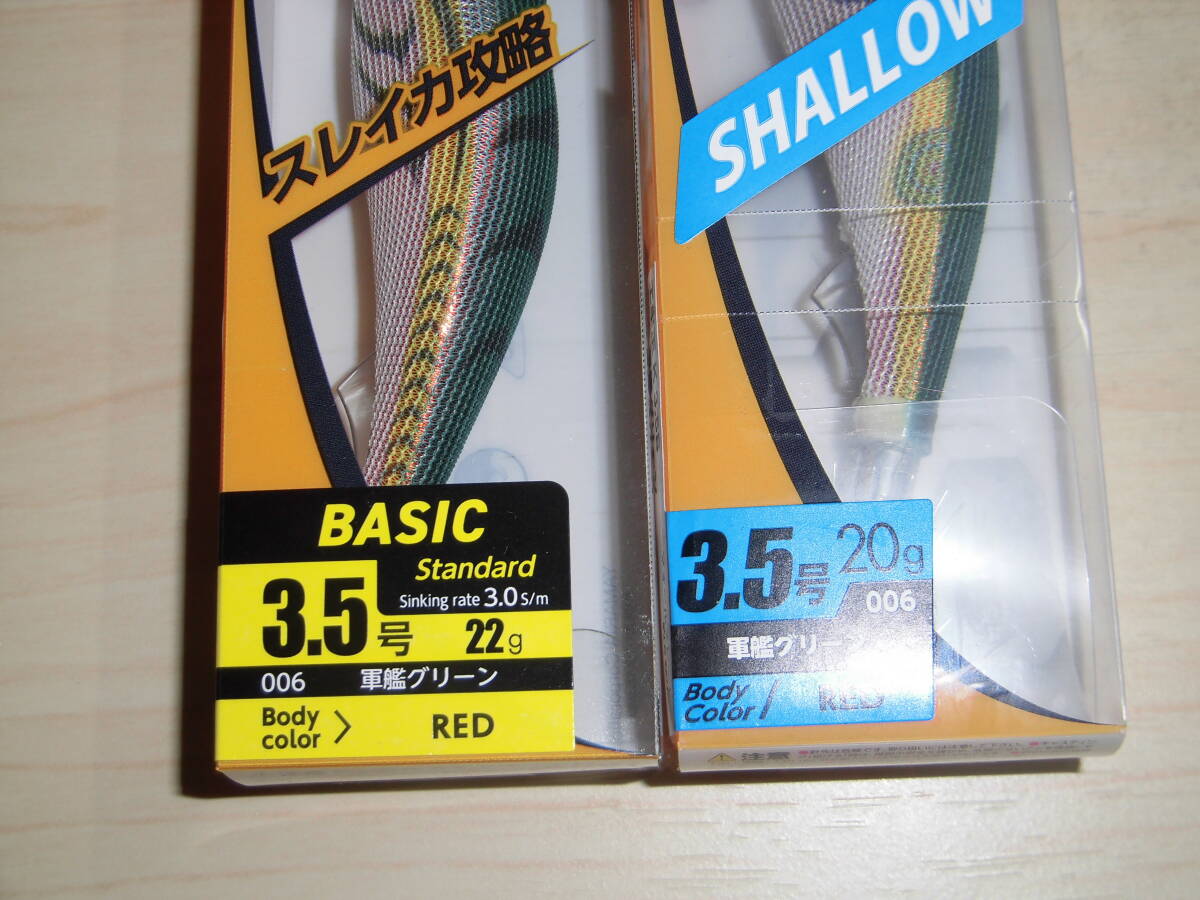 スレイカ攻略
BASIC
Standard
Sinking rate 3.0 S/m
3.5号 22g
006 軍艦グリーン
Body color > RED
SHALLOW
3.5号 20g
006
軍艦グリーン
Body Color / RED
注意